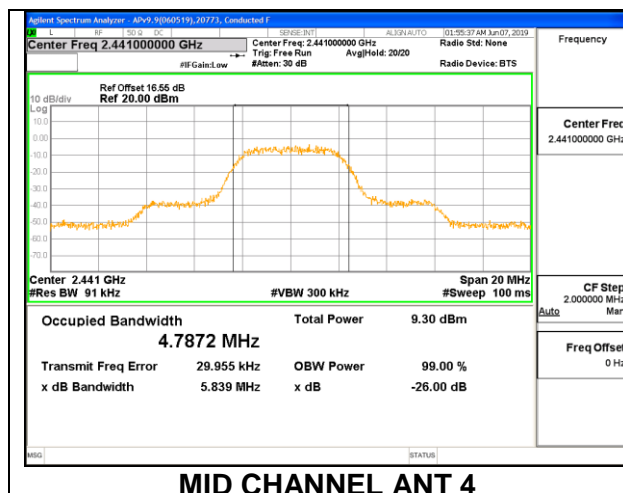 Agilent Spectrum Analyzer - APv9.9(060519),20773, Conducted F
L RF 50 Ω DC SENSE:INT ALIGN AUTO 01:55:37 AM Jun 07, 2019
Center Freq 2.441000000 GHz
Center Freq: 2.441000000 GHz Radio Std: None
Trig: Free Run Avg|Hold: 20/20
#IFGain:Low #Atten: 30 dB Radio Device: BTS
Ref Offset 16.55 dB
10 dB/div Ref 20.00 dBm
Log
10.0
0.00
-10.0
-20.0
-30.0
-40.0
-50.0
-60.0
-70.0
Center 2.441 GHz Span 20 MHz
#Res BW 91 kHz #VBW 300 kHz #Sweep 100 ms
Occupied Bandwidth Total Power 9.30 dBm
4.7872 MHz
Transmit Freq Error 29.955 kHz OBW Power 99.00 %
x dB Bandwidth 5.839 MHz x dB -26.00 dB
MSG STATUS
Frequency
Center Freq
2.441000000 GHz
CF Step
2.000000 MHz
Auto Man
Freq Offset
0 Hz
MID CHANNEL ANT 4